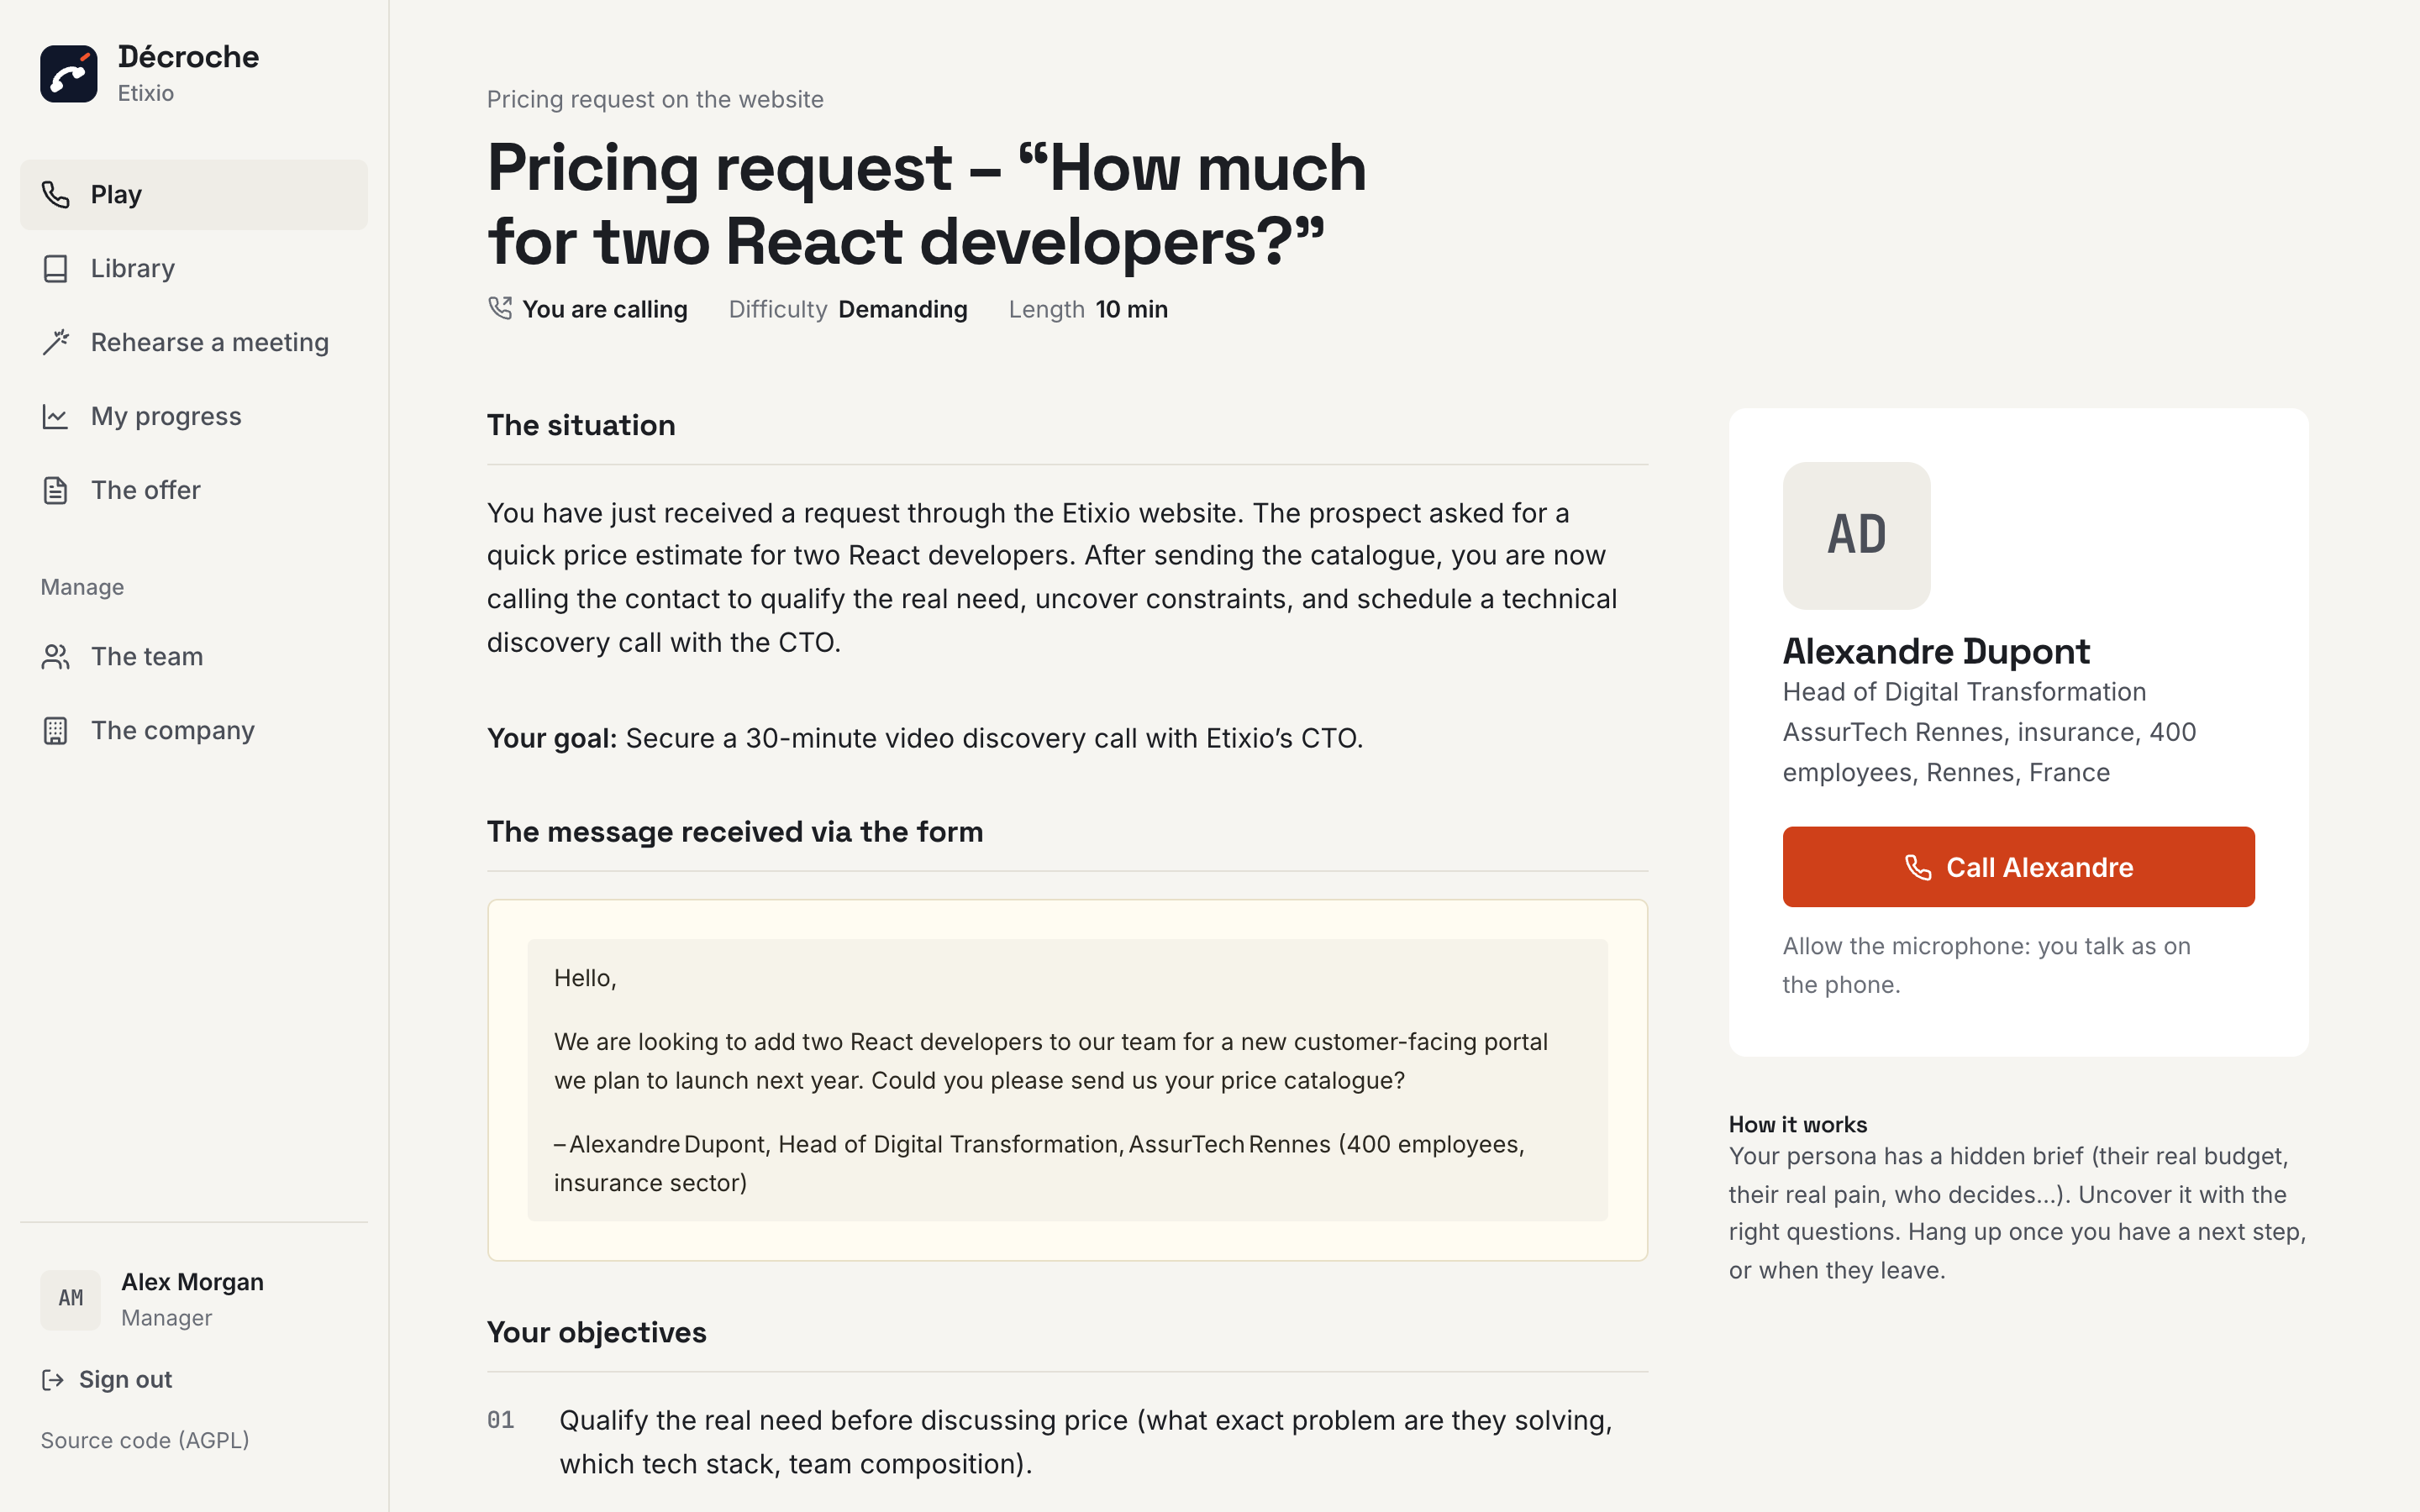 Décroche
Etixio
Play
Library
Rehearse a meeting
My progress
The offer
Manage
The team
The company
AM
Alex Morgan
Manager
Sign out
Source code (AGPL)
Pricing request on the website
Pricing request – “How much
for two React developers?”
You are calling Difficulty Demanding Length 10 min
The situation
You have just received a request through the Etixio website. The prospect asked for a
quick price estimate for two React developers. After sending the catalogue, you are now
calling the contact to qualify the real need, uncover constraints, and schedule a technical
discovery call with the CTO.
Your goal: Secure a 30-minute video discovery call with Etixio’s CTO.
The message received via the form
Hello,
We are looking to add two React developers to our team for a new customer-facing portal
we plan to launch next year. Could you please send us your price catalogue?
– Alexandre Dupont, Head of Digital Transformation, AssurTech Rennes (400 employees,
insurance sector)
Your objectives
01 Qualify the real need before discussing price (what exact problem are they solving,
which tech stack, team composition).
AD
Alexandre Dupont
Head of Digital Transformation
AssurTech Rennes, insurance, 400
employees, Rennes, France
Call Alexandre
Allow the microphone: you talk as on
the phone.
How it works
Your persona has a hidden brief (their real budget,
their real pain, who decides...). Uncover it with the
right questions. Hang up once you have a next step,
or when they leave.